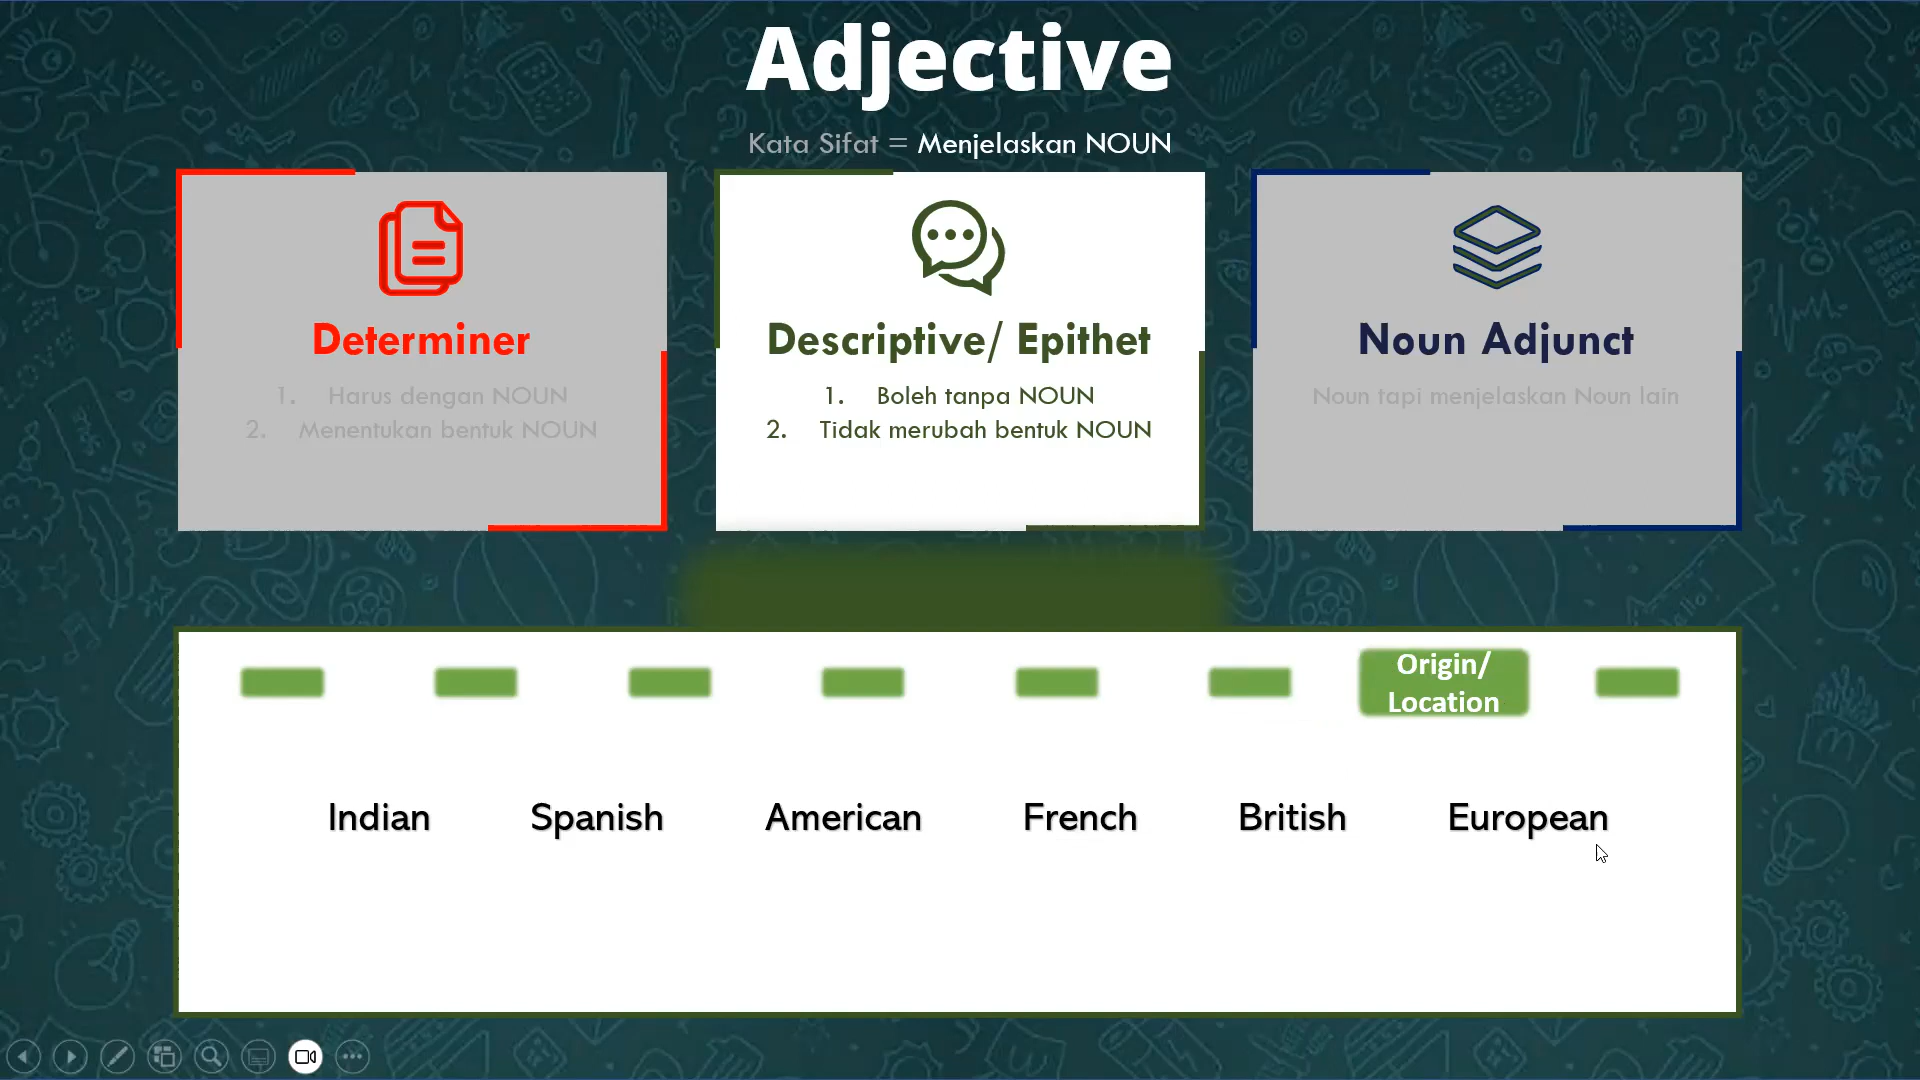 Adjective
Kata Sifat = Menjelaskan NOUN
Determiner
1. Harus dengan NOUN
2. Menentukan bentuk NOUN
Descriptive/ Epithet
1. Boleh tanpa NOUN
2. Tidak merubah bentuk NOUN
Noun Adjunct
Noun tapi menjelaskan Noun lain
Origin/
Location
Indian Spanish American French British European